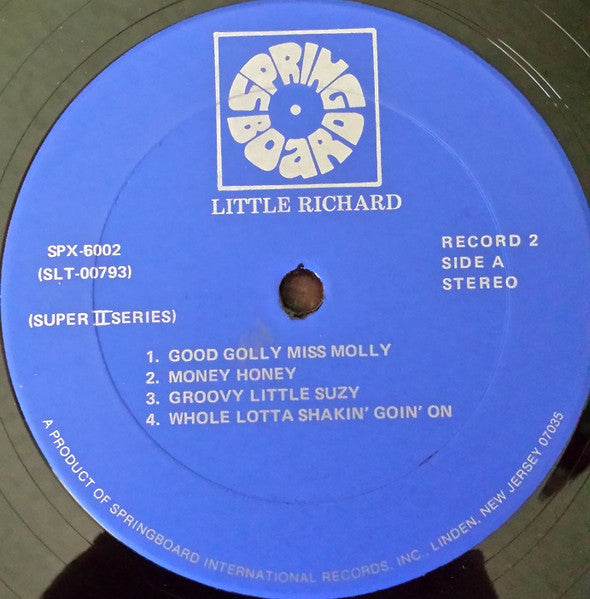 SPRING
BOARD
LITTLE RICHARD
SPX-6002
(SLT-00793)
(SUPER II SERIES)
RECORD 2
SIDE A
STEREO
1. GOOD GOLLY MISS MOLLY
2. MONEY HONEY
3. GROOVY LITTLE SUZY
4. WHOLE LOTTA SHAKIN' GOIN' ON
A PRODUCT OF SPRINGBOARD INTERNATIONAL RECORDS, INC., LINDEN, NEW JERSEY 07035